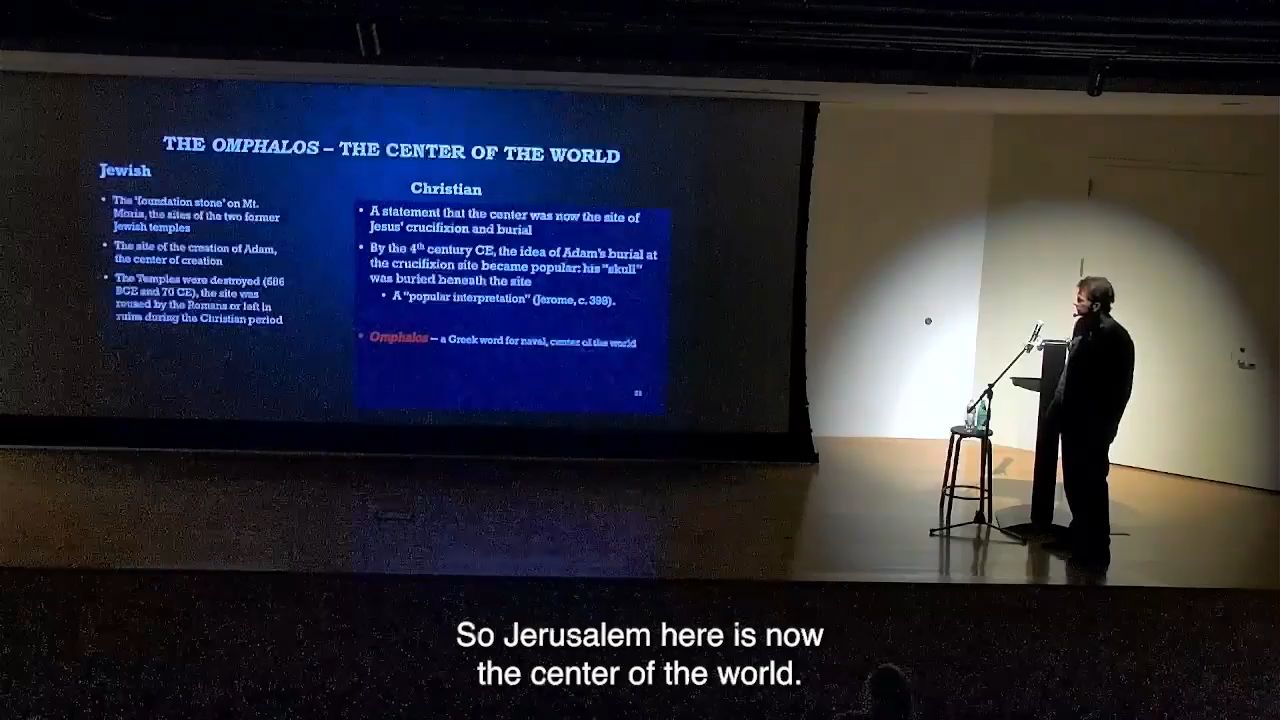 THE OMPHALOS – THE CENTER OF THE WORLD
Jewish
• The 'foundation stone' on Mt.
Moria, the sites of the two former
Jewish temples
• The site of the creation of Adam,
the center of creation
• The Temples were destroyed (586
BCE and 70 CE), the site was
reused by the Romans or left in
ruins during the Christian period
Christian
• A statement that the center was now the site of
Jesus' crucifixion and burial
• By the 4th century CE, the idea of Adam's burial at
the crucifixion site became popular: his "skull"
was buried beneath the site
• A "popular interpretation" (Jerome, c. 398).
• Omphalos – a Greek word for naval, center of the world
So Jerusalem here is now
the center of the world.